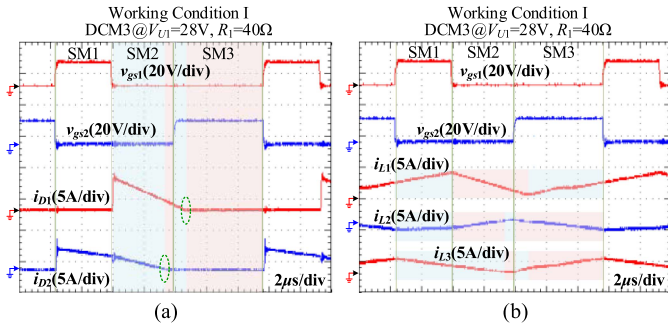 Working Condition I
DCM3@VU1=28V, R1=40Ω
SM1 SM2 SM3
vgs1(20V/div)
vgs2(20V/div)
iD1(5A/div)
iD2(5A/div)
2μs/div
(a)
Working Condition I
DCM3@VU1=28V, R1=40Ω
SM1 SM2 SM3
vgs1(20V/div)
vgs2(20V/div)
iL1(5A/div)
iL2(5A/div)
iL3(5A/div)
2μs/div
(b)